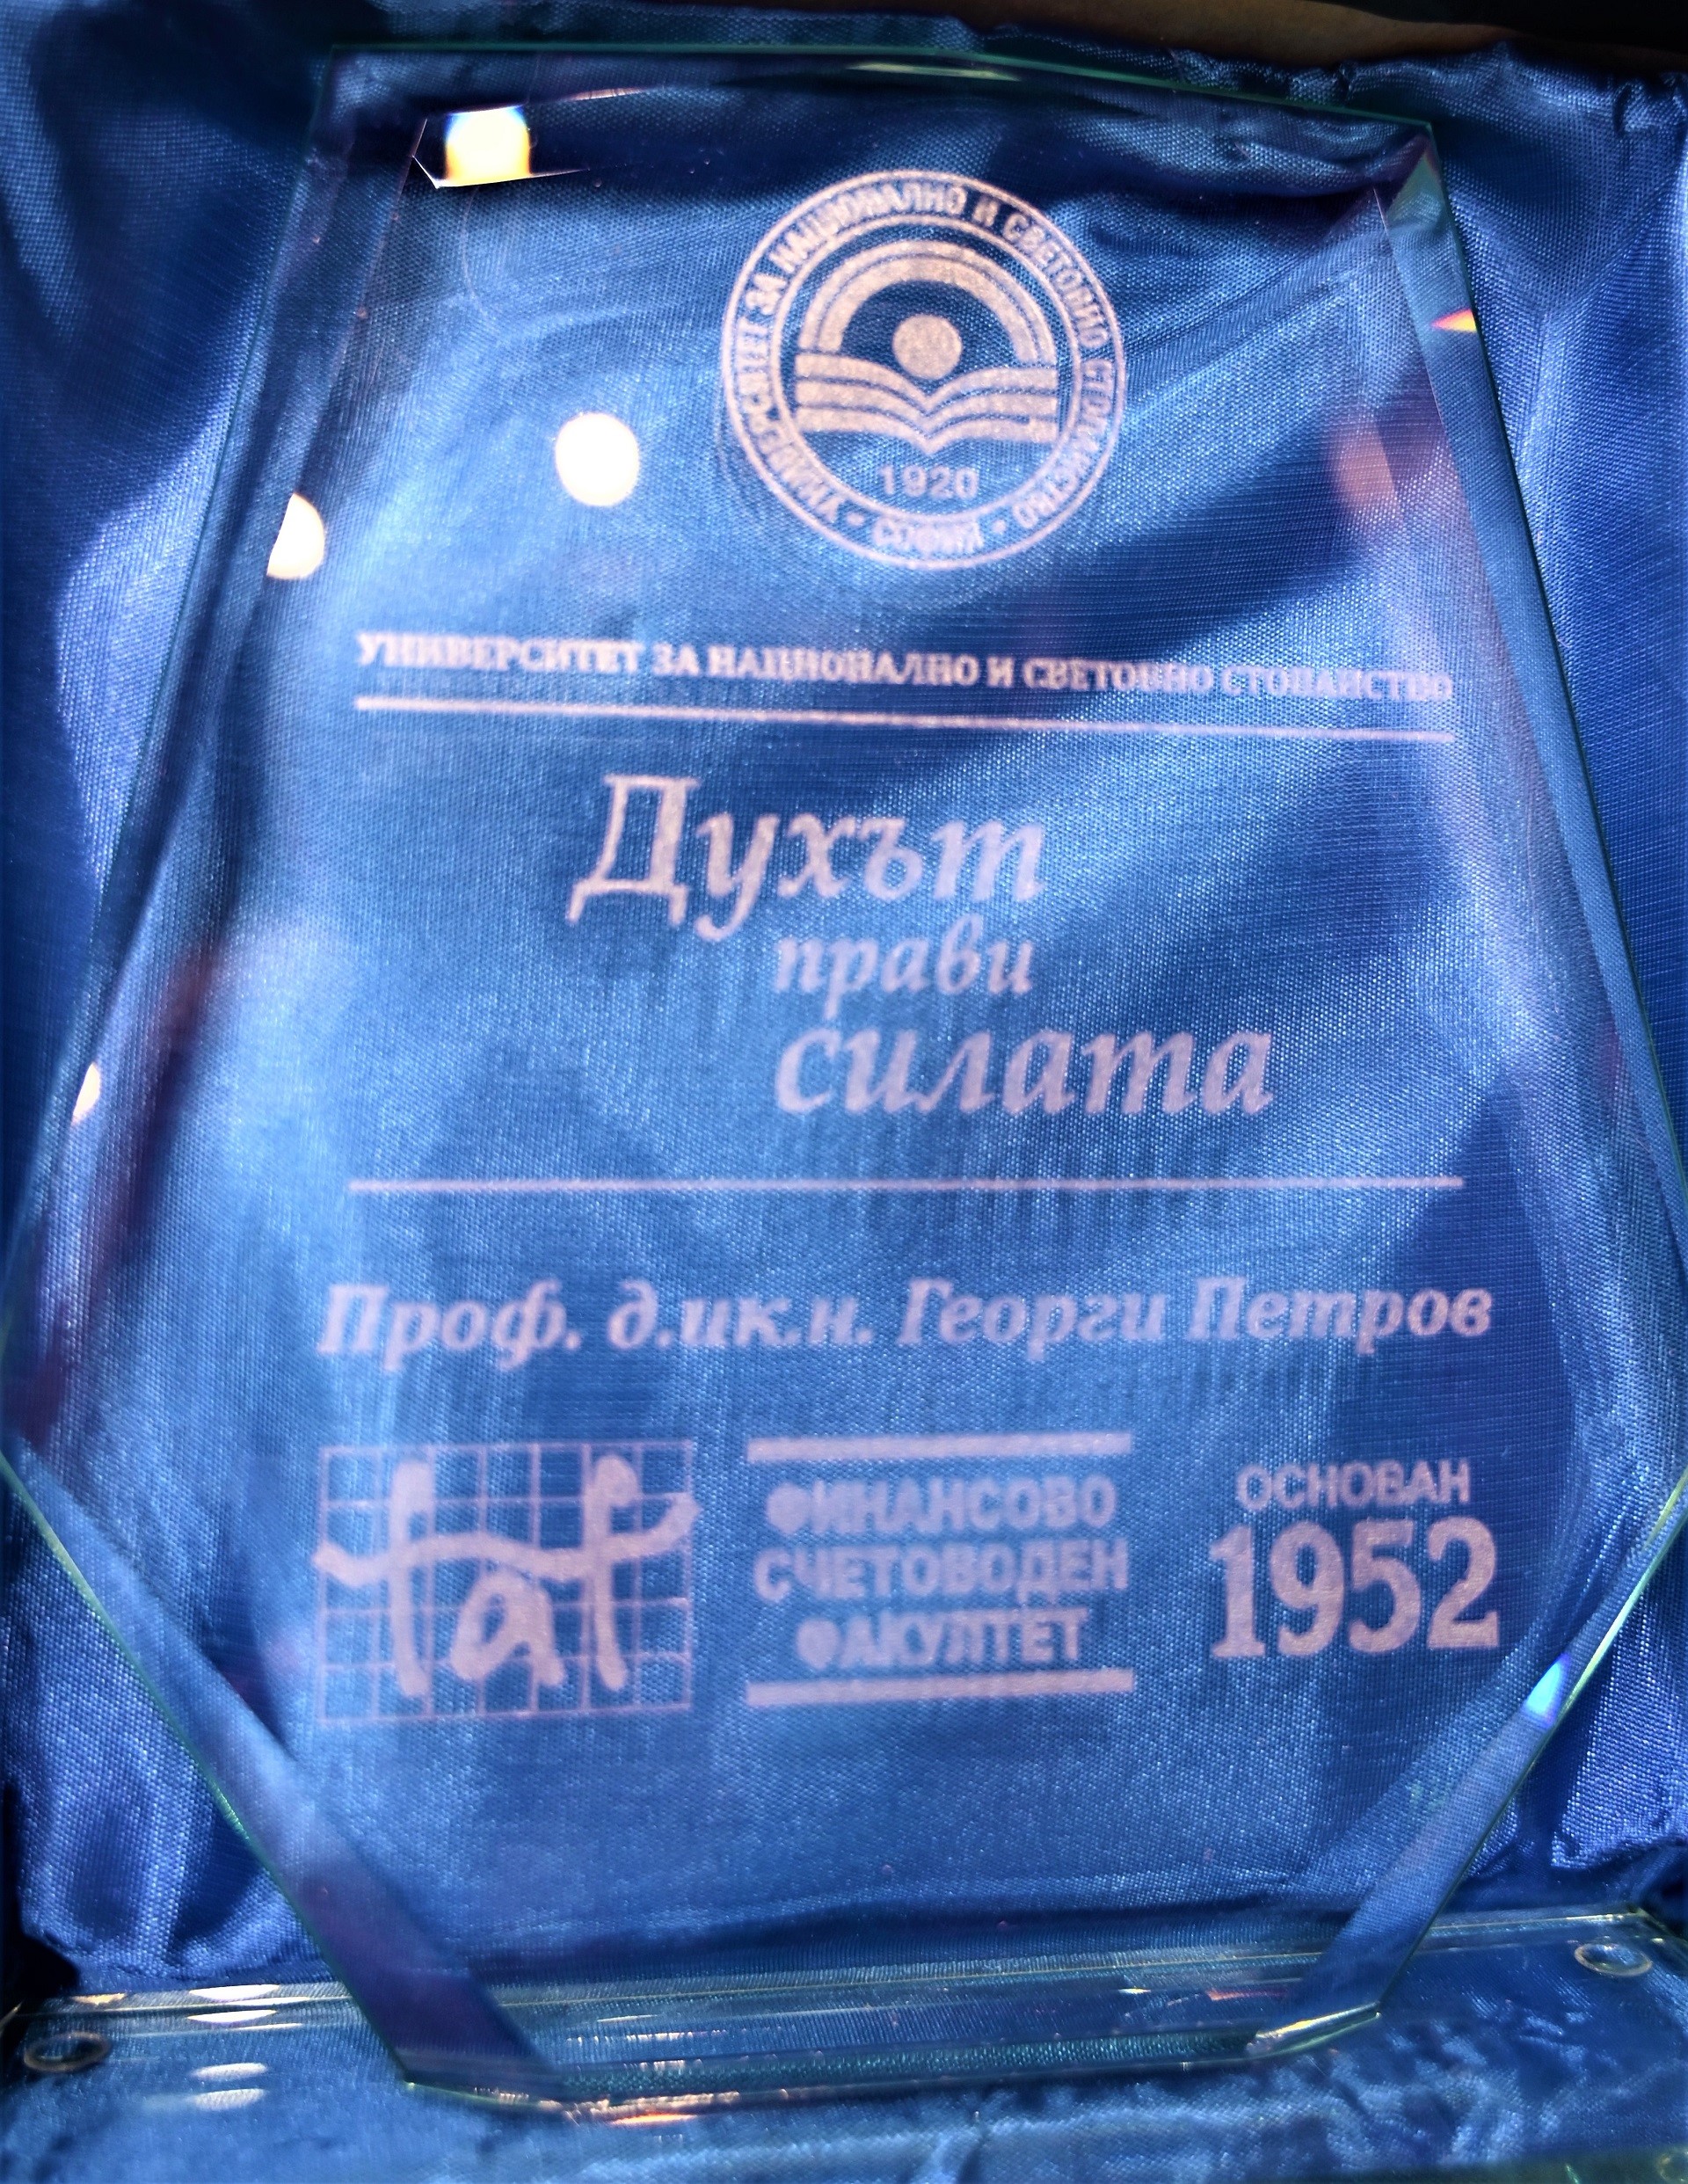 УНИВЕРСИТЕТ ЗА НАЦИОНАЛНО И СВЕТОВНО СТОПАНСТВО
• СОФИЯ •
1920
УНИВЕРСИТЕТ ЗА НАЦИОНАЛНО И СВЕТОВНО СТОПАНСТВО
Духът
прави
силата
Проф. д.ик.н. Георги Петров
faf
ФИНАНСОВО
СЧЕТОВОДЕН
ФАКУЛТЕТ
ОСНОВАН
1952